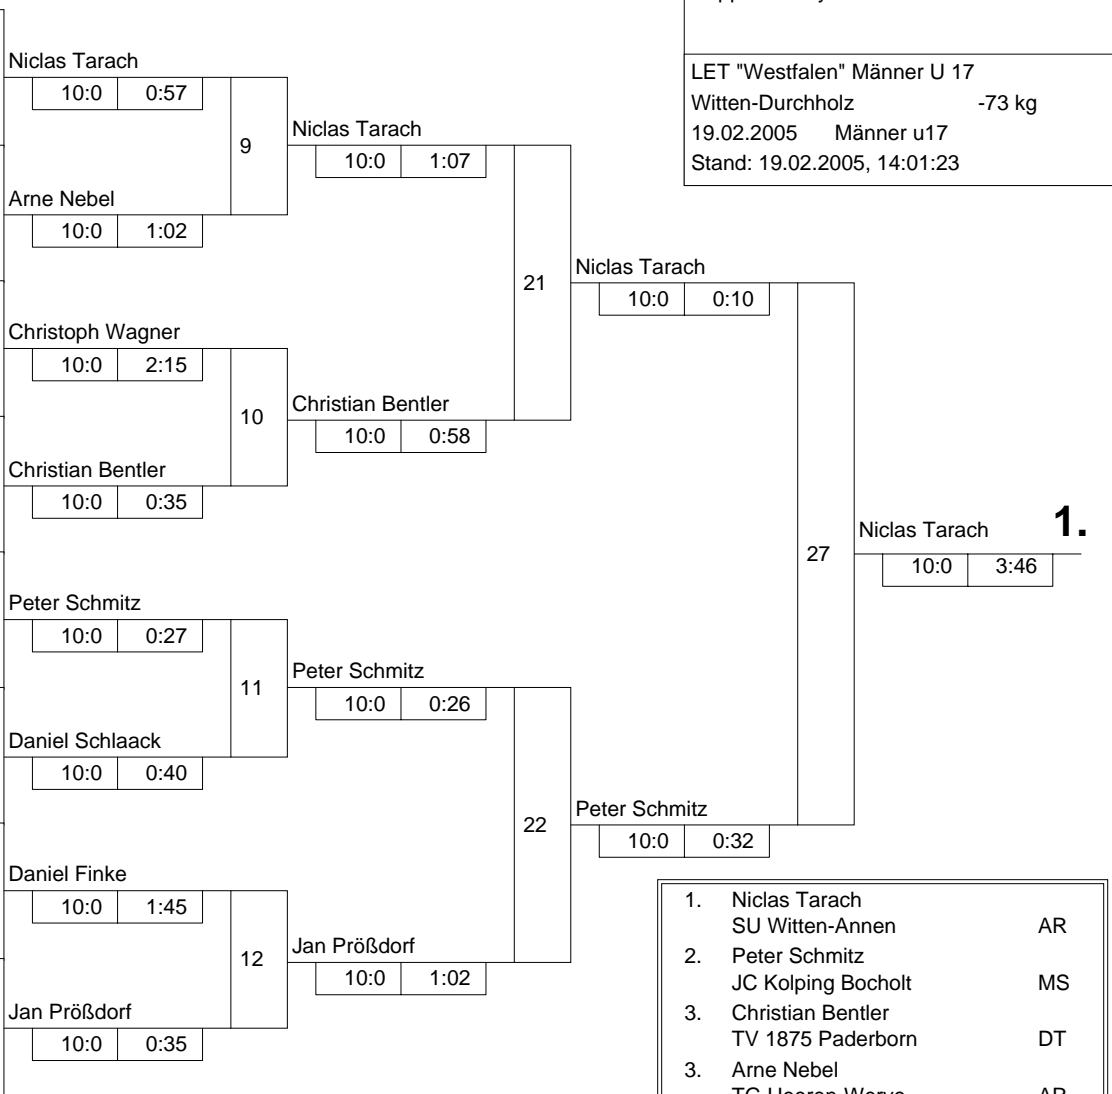 LET "Westfalen" Männer U 17
Witten-Durchholz -73 kg
19.02.2005 Männer u17
Stand: 19.02.2005, 14:01:23
Niclas Tarach
10:0 0:57
9
Arne Nebel
10:0 1:02
Niclas Tarach
10:0 1:07
Christoph Wagner
10:0 2:15
10
Christian Bentler
10:0 0:35
Christian Bentler
10:0 0:58
21
Niclas Tarach
10:0 0:10
Peter Schmitz
10:0 0:27
11
Daniel Schlaack
10:0 0:40
Peter Schmitz
10:0 0:26
Daniel Finke
10:0 1:45
12
Jan Prößdorf
10:0 0:35
Jan Prößdorf
10:0 1:02
22
Peter Schmitz
10:0 0:32
27
Niclas Tarach 1.
10:0 3:46
1. Niclas Tarach
SU Witten-Annen AR
2. Peter Schmitz
JC Kolping Bocholt MS
3. Christian Bentler
TV 1875 Paderborn DT
3. Arne Nebel
AR